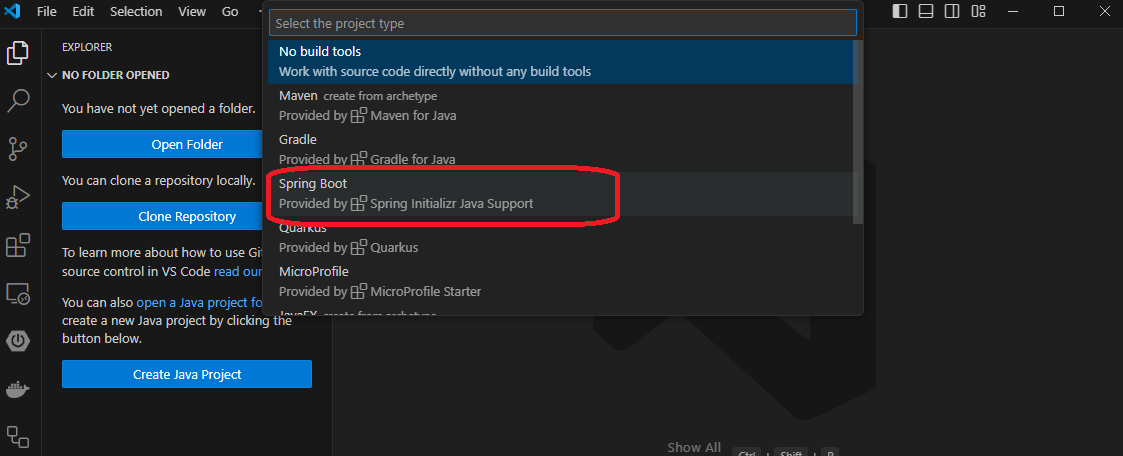 File Edit Selection View Go
Select the project type
No build tools
Work with source code directly without any build tools
Maven create from archetype
Provided by Maven for Java
Gradle
Provided by Gradle for Java
Spring Boot
Provided by Spring Initializr Java Support
Quarkus
Provided by Quarkus
MicroProfile
Provided by MicroProfile Starter
JavaFX create from archetype
EXPLORER
NO FOLDER OPENED
You have not yet opened a folder.
Open Folder
You can clone a repository locally.
Clone Repository
To learn more about how to use Git
source control in VS Code read our
You can also open a Java project fo
create a new Java project by clicking the
button below.
Create Java Project
Show All
Ctrl + Shift + P